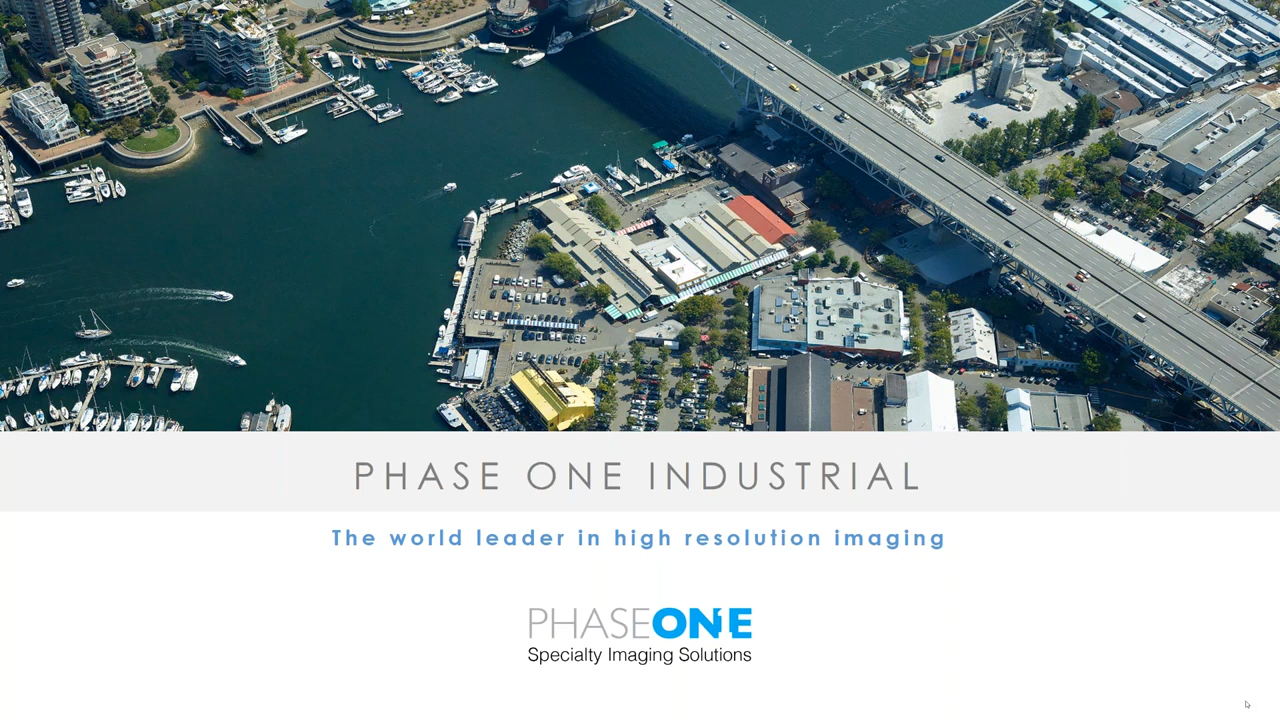 PHASE ONE INDUSTRIAL
The world leader in high resolution imaging
PHASEONE
Specialty Imaging Solutions